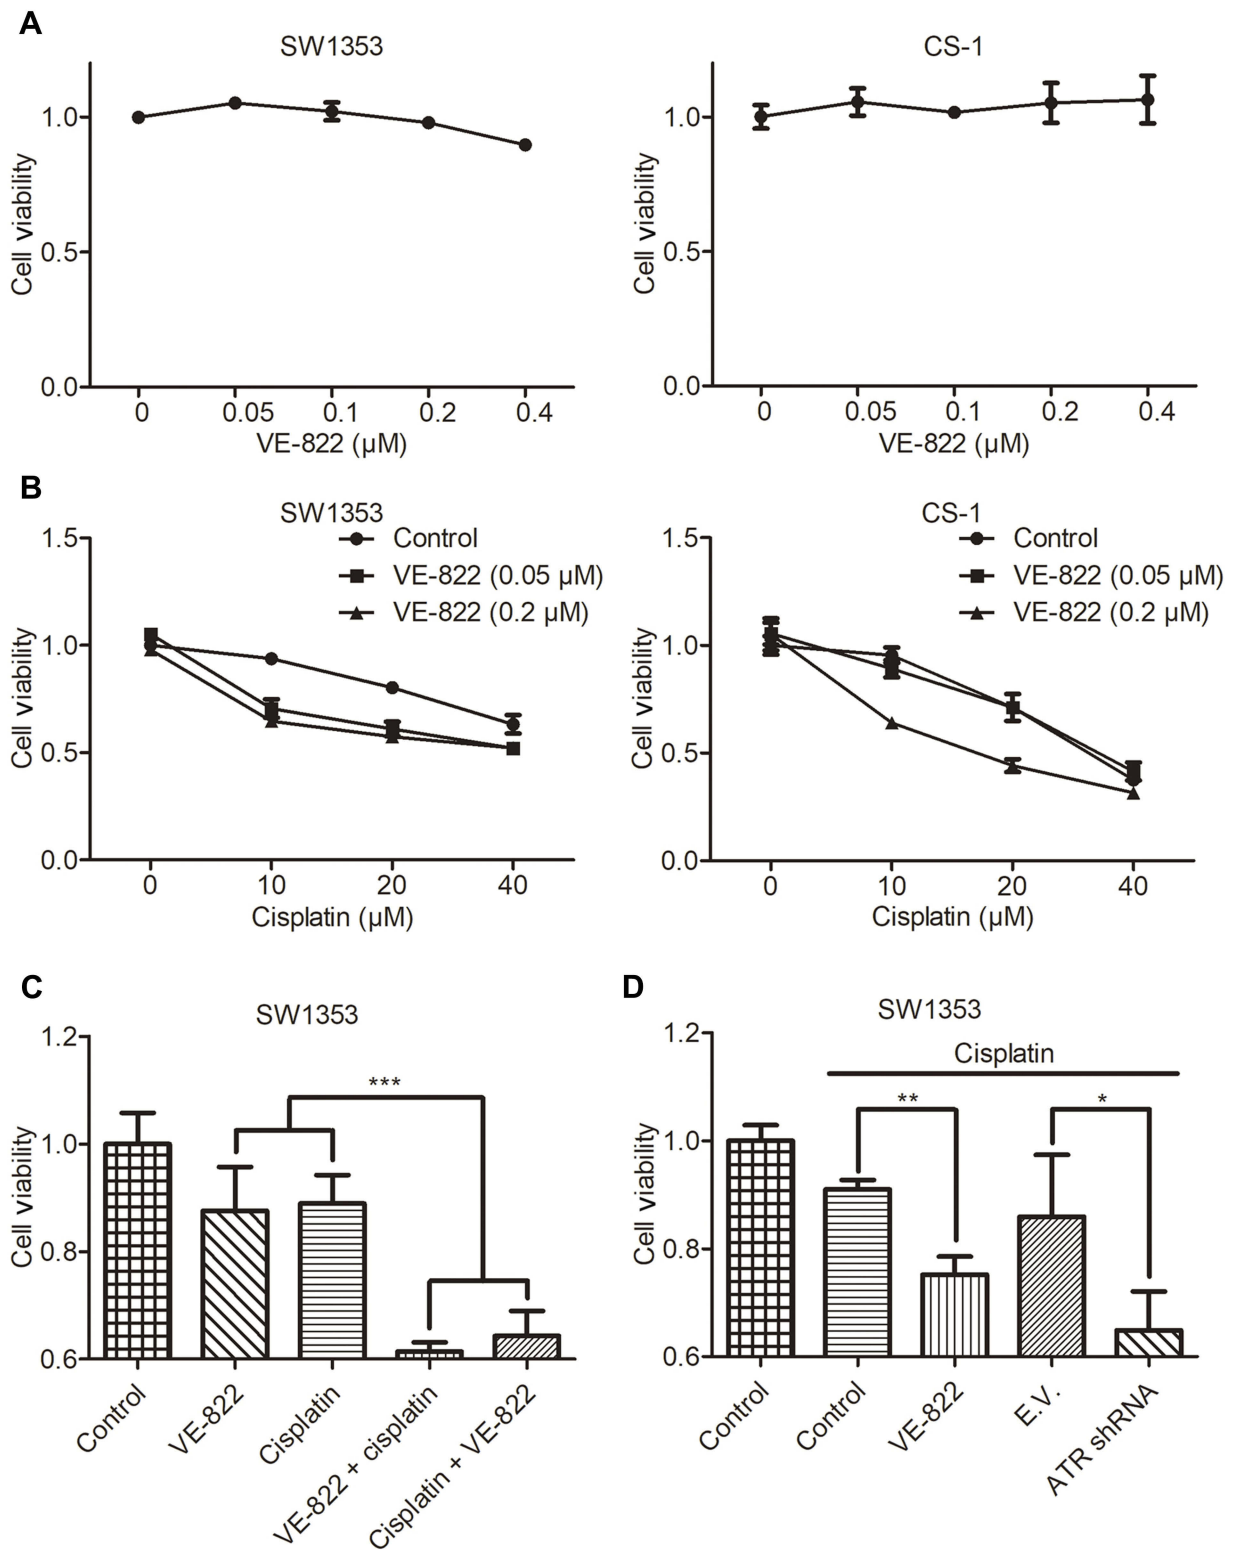 A
SW1353
CS-1
Cell viability
1.0
0.5
0.0
0 0.05 0.1 0.2 0.4
VE-822 (µM)
Cell viability
1.0
0.5
0.0
0 0.05 0.1 0.2 0.4
VE-822 (µM)
B
SW1353
Control
VE-822 (0.05 µM)
VE-822 (0.2 µM)
Cell viability
1.5
1.0
0.5
0.0
0 10 20 40
Cisplatin (µM)
CS-1
Control
VE-822 (0.05 µM)
VE-822 (0.2 µM)
Cell viability
1.5
1.0
0.5
0.0
0 10 20 40
Cisplatin (µM)
C
SW1353
***
Cell viability
1.2
1.0
0.8
0.6
Control
VE-822
Cisplatin
VE-822 + cisplatin
Cisplatin + VE-822
D
SW1353
Cisplatin
**
*
Cell viability
1.2
1.0
0.8
0.6
Control
Control
VE-822
E.V.
ATR shRNA